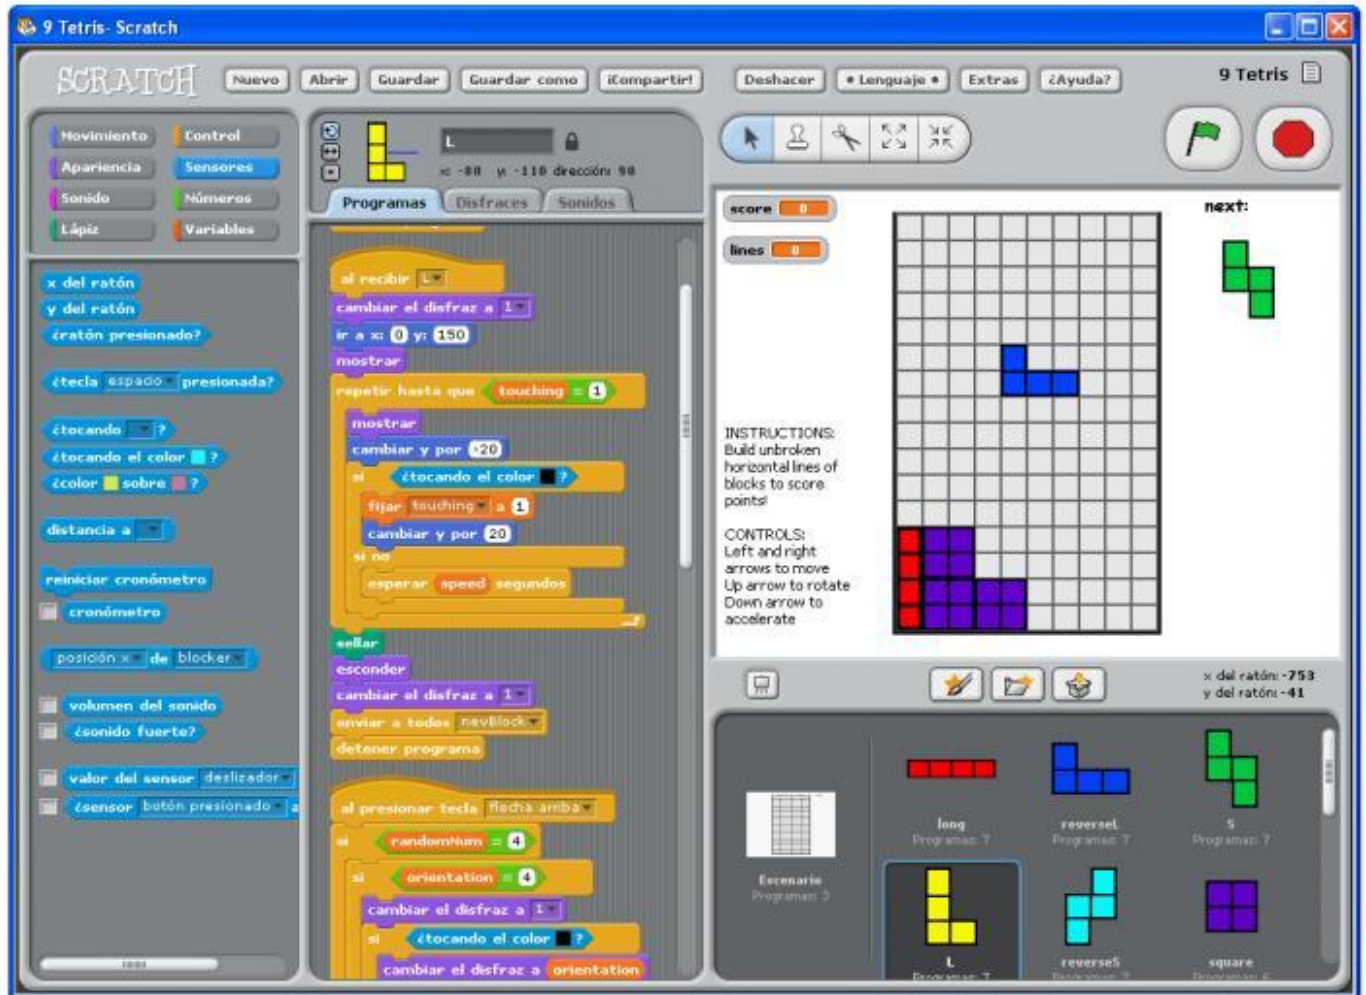 9 Tetris- Scratch
SCRATCH
Nuevo
Abrir
Guardar
Guardar como
¡Compartir!
Deshacer
• Lenguaje •
Extras
¿Ayuda?
9 Tetris
Movimiento
Control
Apariencia
Sensores
Sonido
Números
Lápiz
Variables
x del ratón
y del ratón
¿ratón presionado?
¿tecla espacio presionada?
¿tocando ?
¿tocando el color ?
¿color sobre ?
distancia a
reiniciar cronómetro
cronómetro
posición x de blocker
volumen del sonido
¿sonido fuerte?
valor del sensor deslizador
¿sensor botón presionado a
L
x: -80 y: -110 dirección: 90
Programas
Disfraces
Sonidos
al recibir L
cambiar el disfraz a 1
ir a x: 0 y: 150
mostrar
repetir hasta que touching = 1
mostrar
cambiar y por -20
si ¿tocando el color ?
fijar touching a 1
cambiar y por 20
si no
esperar speed segundos
sellar
esconder
cambiar el disfraz a 1
enviar a todos newBlock
detener programa
al presionar tecla flecha arriba
si randomNum = 4
si orientation = 4
cambiar el disfraz a 1
si ¿tocando el color ?
cambiar el disfraz a orientation
score 0
lines 0
next:
INSTRUCTIONS:
Build unbroken
horizontal lines of
blocks to score
points!
CONTROLS:
Left and right
arrows to move
Up arrow to rotate
Down arrow to
accelerate
x del ratón: -753
y del ratón: -41
Escenario
Programas: 3
long
Programas: 7
reverseL
Programas: 7
S
Programas: 7
L
Programas: 7
reverseS
Programas: 7
square
Programas: 6